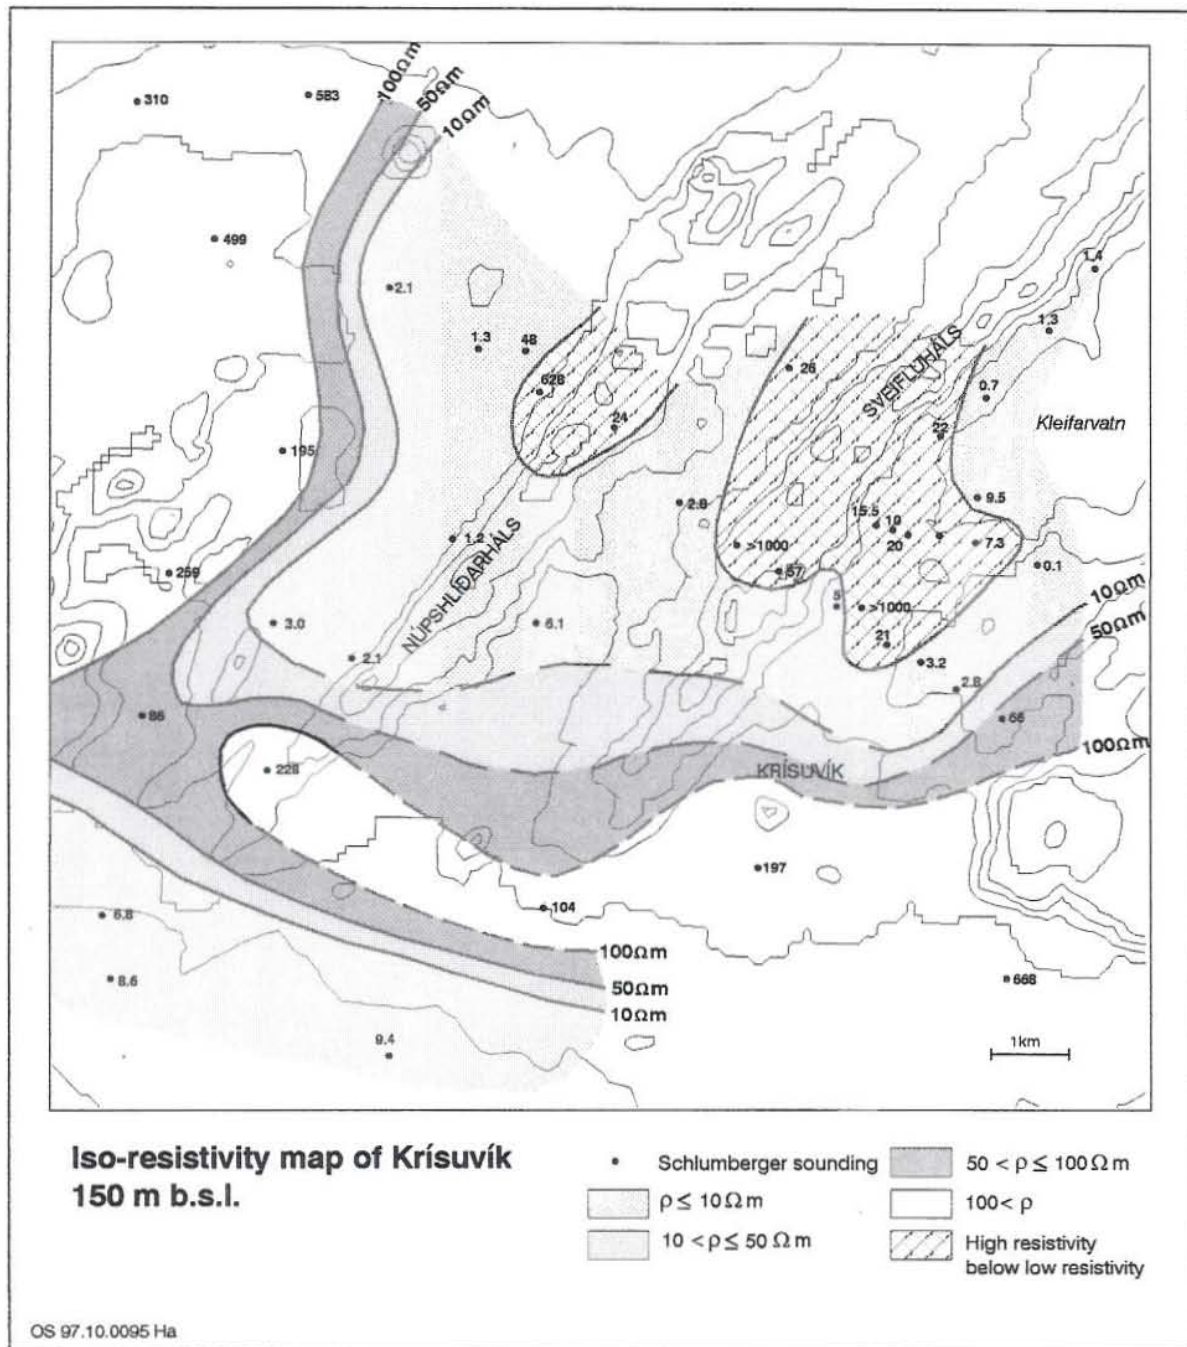 100Ωm
50Ωm
10Ωm
310
583
499
2.1
1.4
1.3
1.3
48
628
26
0.7
24
SVEIFLUHÁLS
22
Kleifarvatn
195
9.5
2.8
15.5
10
20
?
7.3
1.2
>1000
57
0.1
259
NÚPSHLÍÐARHÁLS
5
>1000
10Ωm
3.0
6.1
50Ωm
21
2.1
3.2
2.8
86
66
100Ωm
228
KRÍSUVÍK
197
104
6.8
100Ωm
8.6
50Ωm
668
10Ωm
9.4
1km
Iso-resistivity map of Krísuvík
150 m b.s.l.
Schlumberger sounding
ρ ≤ 10Ωm
10 < ρ ≤ 50 Ωm
50 < ρ ≤ 100Ωm
100< ρ
High resistivity
below low resistivity
OS 97.10.0095 Ha